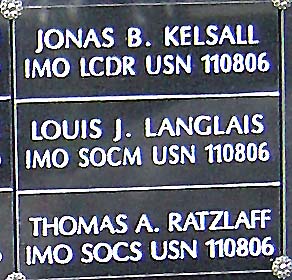 JONAS B. KELSALL
IMO LCDR USN 110806
LOUIS J. LANGLAIS
IMO SOCM USN 110806
THOMAS A. RATZLAFF
IMO SOCS USN 110806